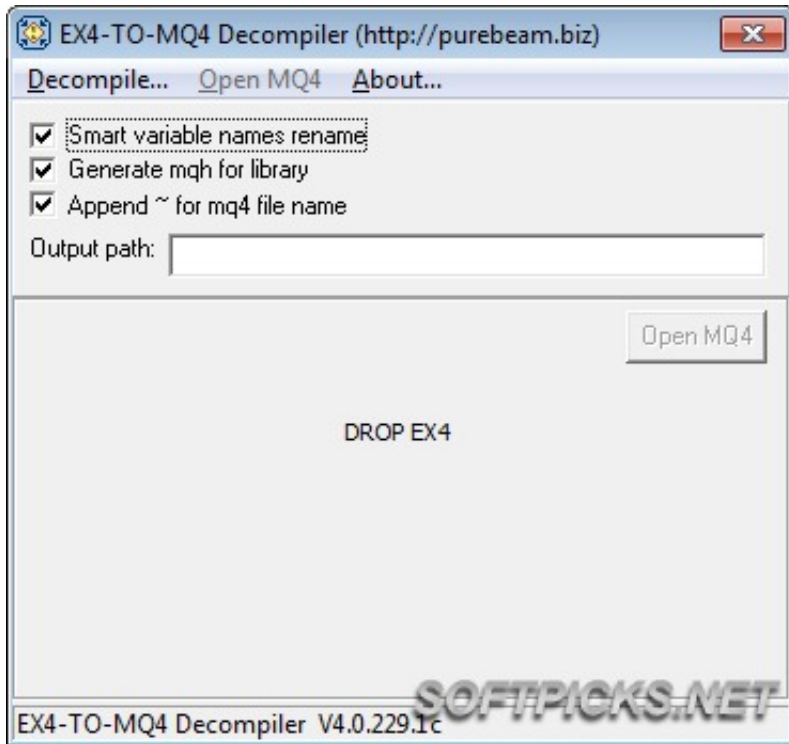 EX4-TO-MQ4 Decompiler (http://purebeam.biz)
Decompile... Open MQ4 About...
Smart variable names rename
Generate mqh for library
Append ~ for mq4 file name
Output path:
Open MQ4
DROP EX4
SOFTPICKS.NET
EX4-TO-MQ4 Decompiler V4.0.229.1c